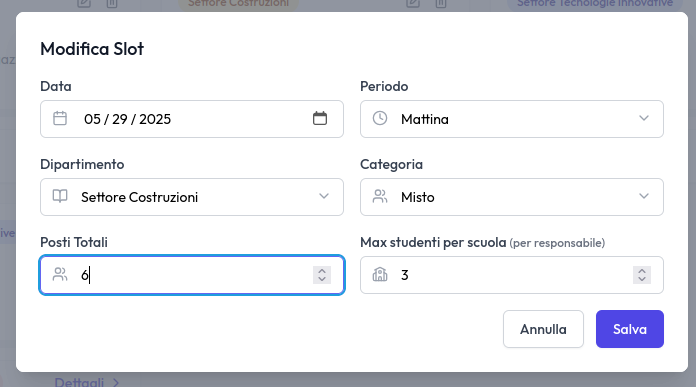 Settore Costruzioni
Settore Tecnologie Innovative
Modifica Slot
Data
Periodo
05 / 29 / 2025
Mattina
Dipartimento
Categoria
Settore Costruzioni
Misto
Posti Totali
Max studenti per scuola (per responsabile)
6
3
Annulla
Salva
Dettagli